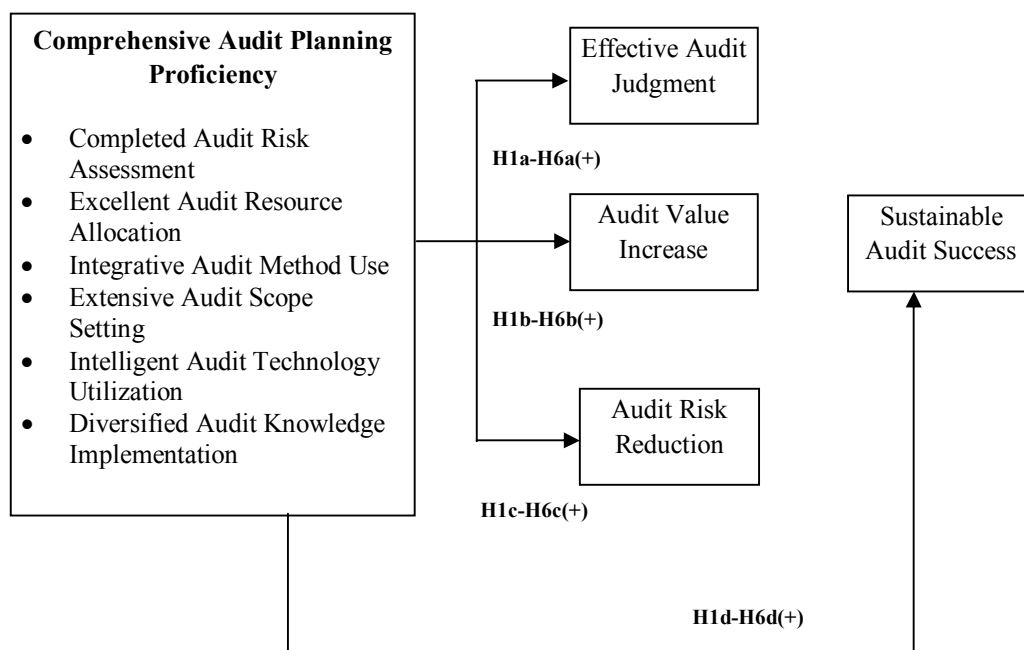 Comprehensive Audit Planning
Proficiency
• Completed Audit Risk
Assessment
• Excellent Audit Resource
Allocation
• Integrative Audit Method Use
• Extensive Audit Scope
Setting
• Intelligent Audit Technology
Utilization
• Diversified Audit Knowledge
Implementation
Effective Audit
Judgment
H1a-H6a(+)
Audit Value
Increase
H1b-H6b(+)
Audit Risk
Reduction
H1c-H6c(+)
Sustainable
Audit Success
H1d-H6d(+)